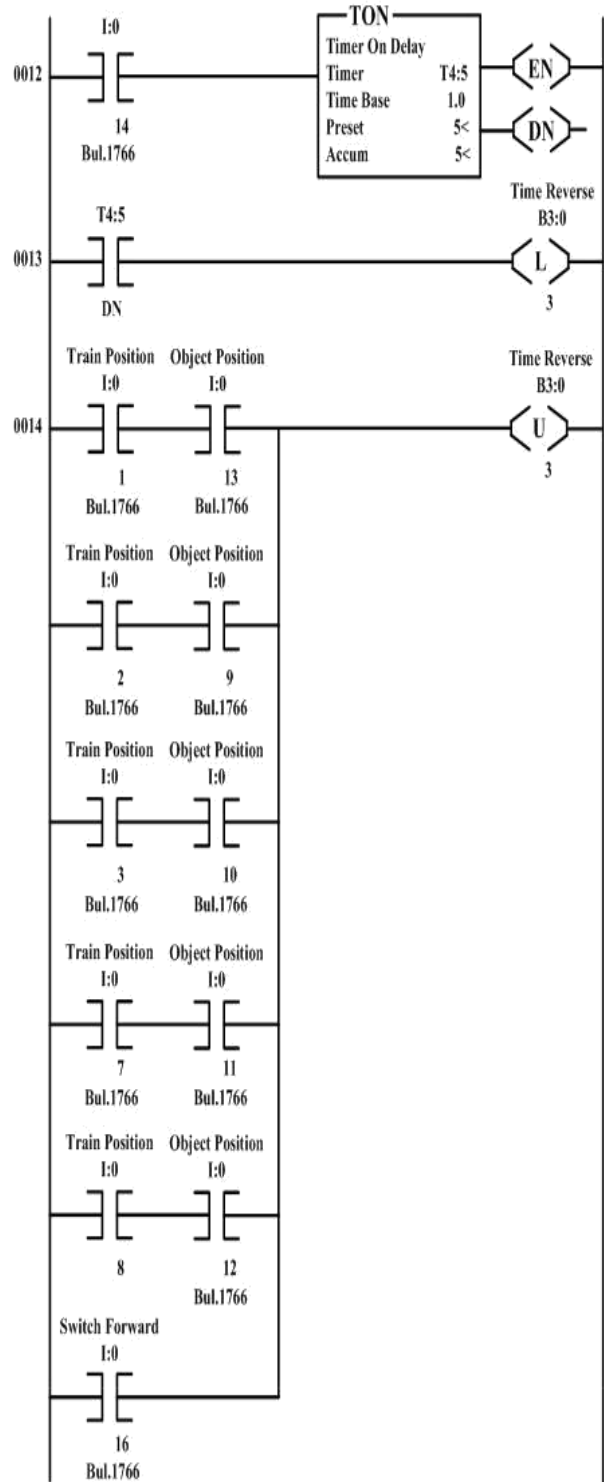 I:0
0012
14
Bul.1766
TON
Timer On Delay
Timer T4:5
Time Base 1.0
Preset 5<
Accum 5<
EN
DN
T4:5
0013
DN
Time Reverse
B3:0
L
3
Train Position Object Position
I:0 I:0
0014
1 13
Bul.1766 Bul.1766
Time Reverse
B3:0
U
3
Train Position Object Position
I:0 I:0
2 9
Bul.1766 Bul.1766
Train Position Object Position
I:0 I:0
3 10
Bul.1766 Bul.1766
Train Position Object Position
I:0 I:0
7 11
Bul.1766 Bul.1766
Train Position Object Position
I:0 I:0
8 12
Bul.1766
Switch Forward
I:0
16
Bul.1766